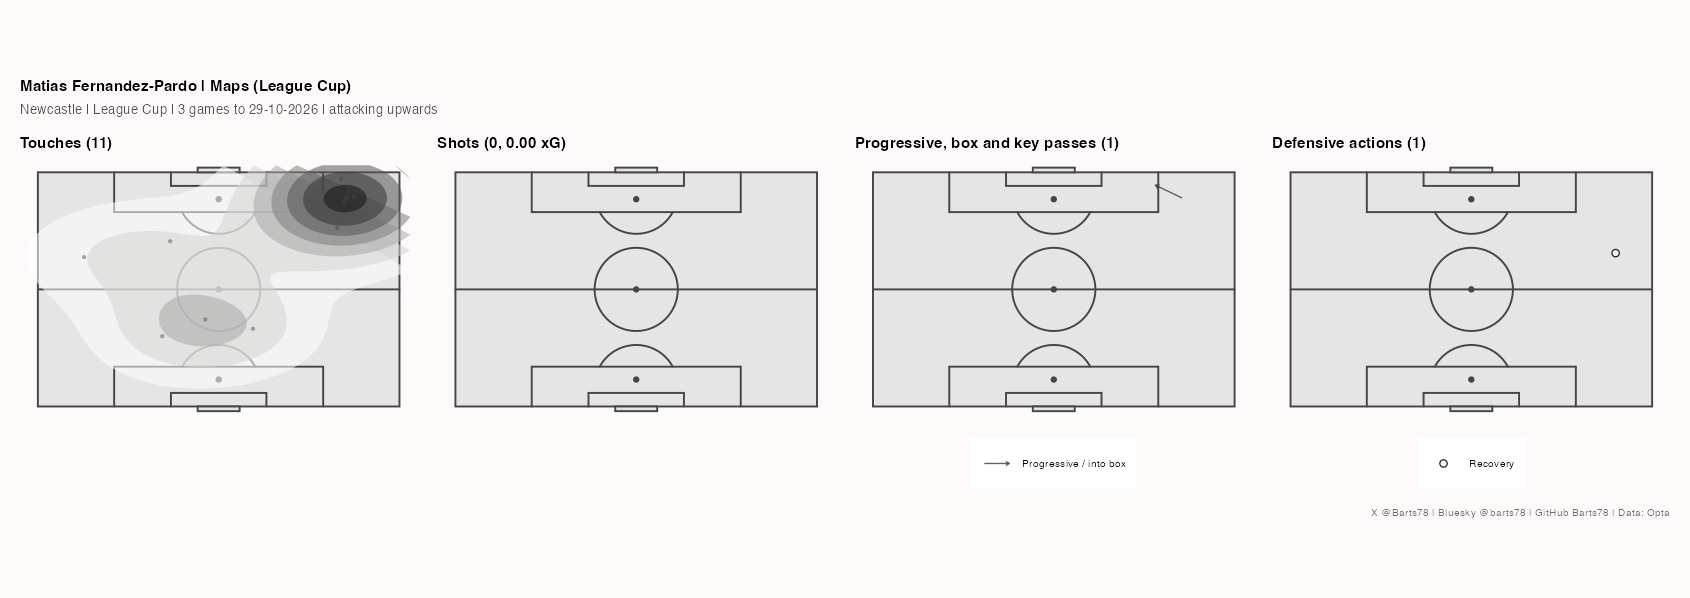 Matias Fernandez-Pardo | Maps (League Cup)
Newcastle | League Cup | 3 games to 29-10-2026 | attacking upwards
Touches (11)
Shots (0, 0.00 xG)
Progressive, box and key passes (1)
Defensive actions (1)
Progressive / into box
Recovery
X @Barts78 | Bluesky @barts78 | GitHub Barts78 | Data: Opta